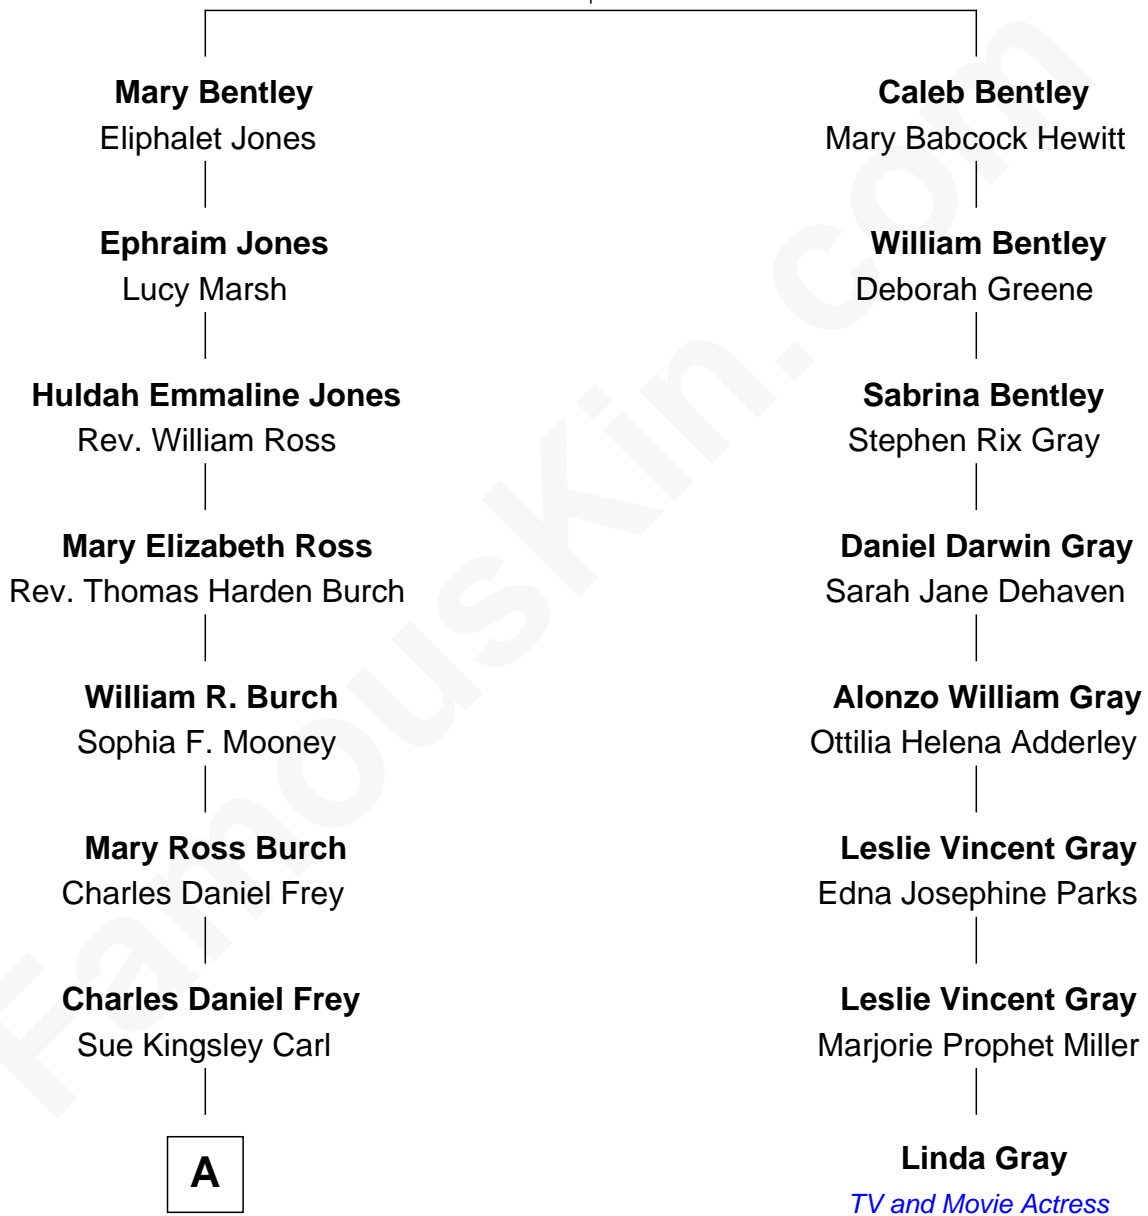 Mary Bentley
Eliphalet Jones
Caleb Bentley
Mary Babcock Hewitt
Ephraim Jones
Lucy Marsh
William Bentley
Deborah Greene
Huldah Emmaline Jones
Rev. William Ross
Sabrina Bentley
Stephen Rix Gray
Mary Elizabeth Ross
Rev. Thomas Harden Burch
Daniel Darwin Gray
Sarah Jane Dehaven
William R. Burch
Sophia F. Mooney
Alonzo William Gray
Ottilia Helena Adderley
Mary Ross Burch
Charles Daniel Frey
Leslie Vincent Gray
Edna Josephine Parks
Charles Daniel Frey
Sue Kingsley Carl
Leslie Vincent Gray
Marjorie Prophet Miller
A
Linda Gray
TV and Movie Actress
FamousKin.com